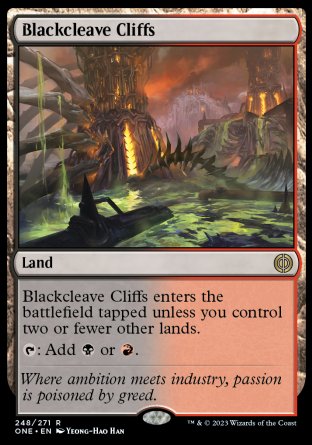 Blackcleave Cliffs
Land
Blackcleave Cliffs enters the
battlefield tapped unless you control
two or fewer other lands.
: Add or .
Where ambition meets industry, passion
is poisoned by greed.
248/271 R
ONE • EN Yeong-Hao Han
™ & © 2023 Wizards of the Coast